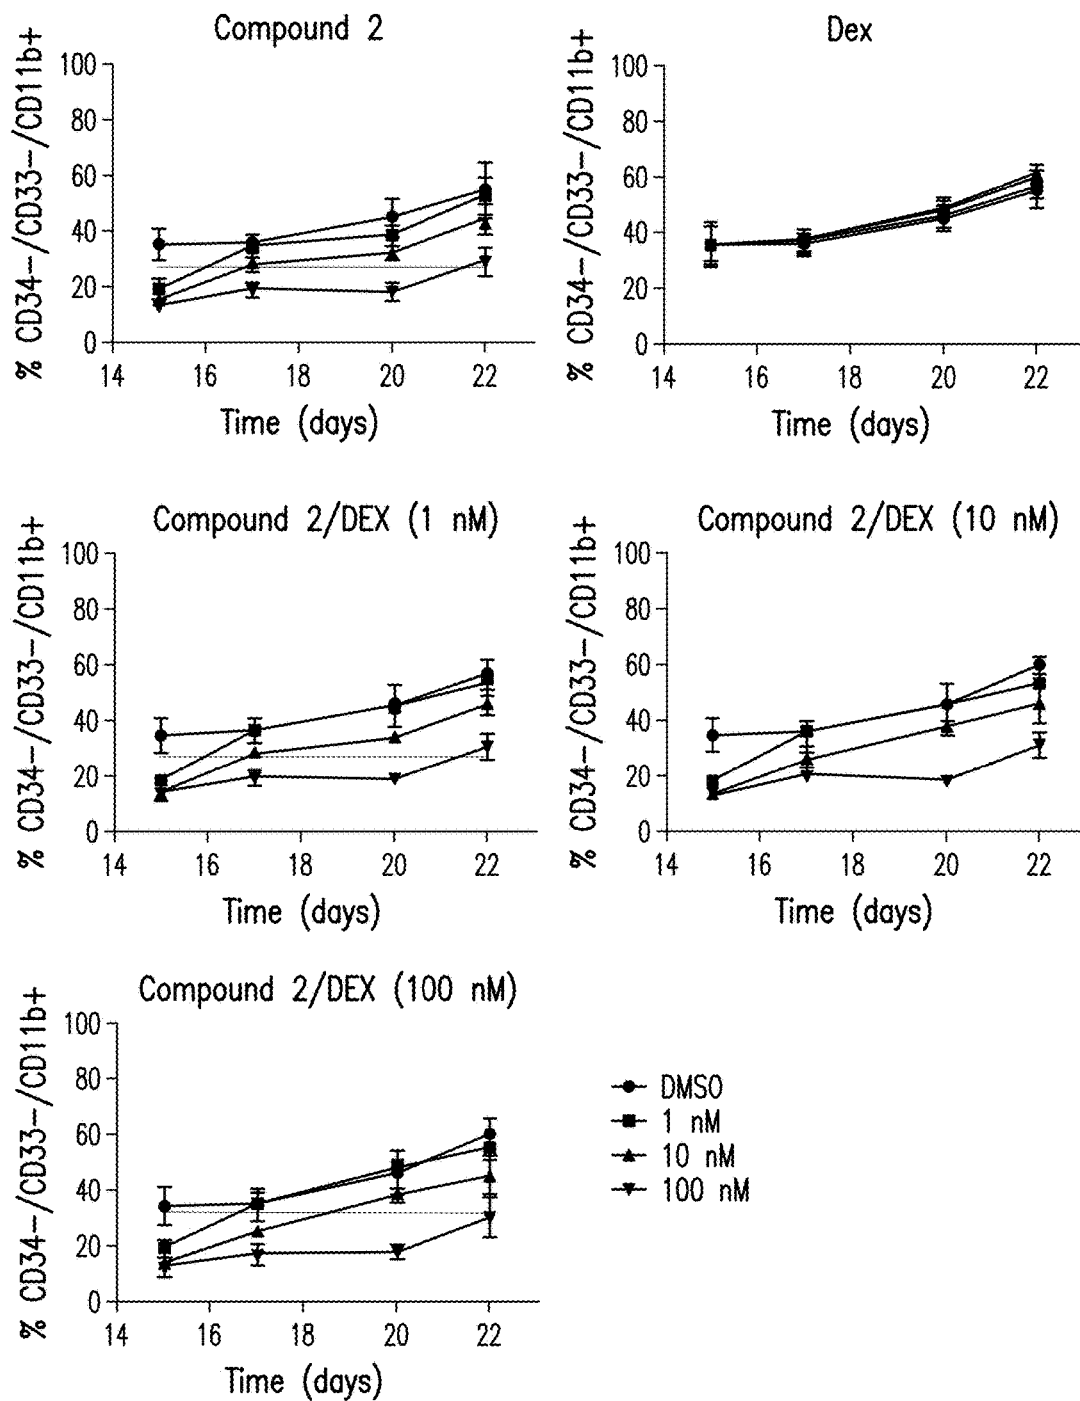 Compound 2
% CD34-/CD33-/CD11b+
100
80
60
40
20
0
14 16 18 20 22
Time (days)
Dex
% CD34-/CD33-/CD11b+
100
80
60
40
20
0
14 16 18 20 22
Time (days)
Compound 2/DEX (1 nM)
% CD34-/CD33-/CD11b+
100
80
60
40
20
0
14 16 18 20 22
Time (days)
Compound 2/DEX (10 nM)
% CD34-/CD33-/CD11b+
100
80
60
40
20
0
14 16 18 20 22
Time (days)
Compound 2/DEX (100 nM)
% CD34-/CD33-/CD11b+
100
80
60
40
20
0
14 16 18 20 22
Time (days)
DMSO
1 nM
10 nM
100 nM